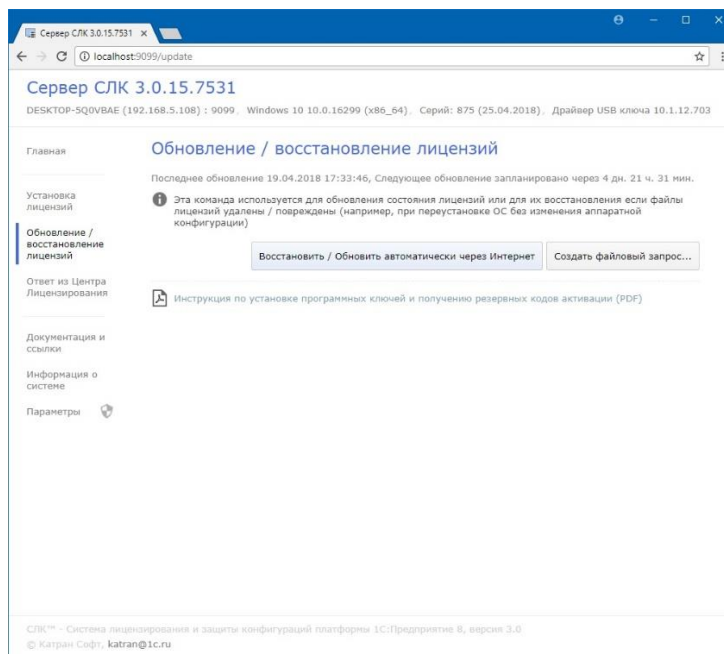 Сервер СЛК 3.0.15.7531
localhost:9099/update
Сервер СЛК 3.0.15.7531
DESKTOP-5Q0VBAE (192.168.5.108) : 9099, Windows 10 10.0.16299 (x86_64), Серий: 875 (25.04.2018), Драйвер USB ключа 10.1.12.703
Главная
Установка
лицензий
Обновление /
восстановление
лицензий
Ответ из Центра
Лицензирования
Документация и
ссылки
Информация о
системе
Параметры
Обновление / восстановление лицензий
Последнее обновление 19.04.2018 17:33:46, Следующее обновление запланировано через 4 дн. 21 ч. 31 мин.
Эта команда используется для обновления состояния лицензий или для их восстановления если файлы
лицензий удалены / повреждены (например, при переустановке ОС без изменения аппаратной
конфигурации)
Восстановить / Обновить автоматически через Интернет
Создать файловый запрос...
Инструкция по установке программных ключей и получению резервных кодов активации (PDF)
СЛК™ - Система лицензирования и защиты конфигураций платформы 1С:Предприятие 8, версия 3.0
© Катран Софт, katran@1c.ru